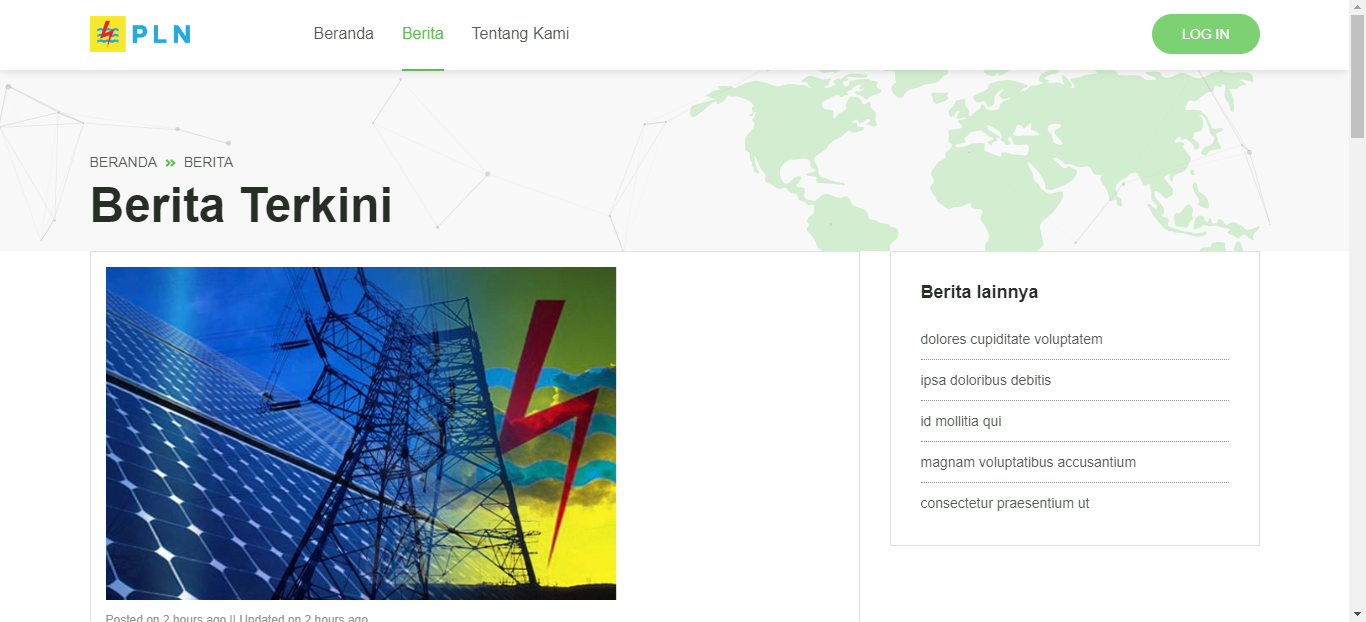 PLN
Beranda
Berita
Tentang Kami
LOG IN
BERANDA » BERITA
Berita Terkini
Berita lainnya
dolores cupiditate voluptatem
ipsa doloribus debitis
id mollitia qui
magnam voluptatibus accusantium
consectetur praesentium ut
Posted on 2 hours ago || Updated on 2 hours ago